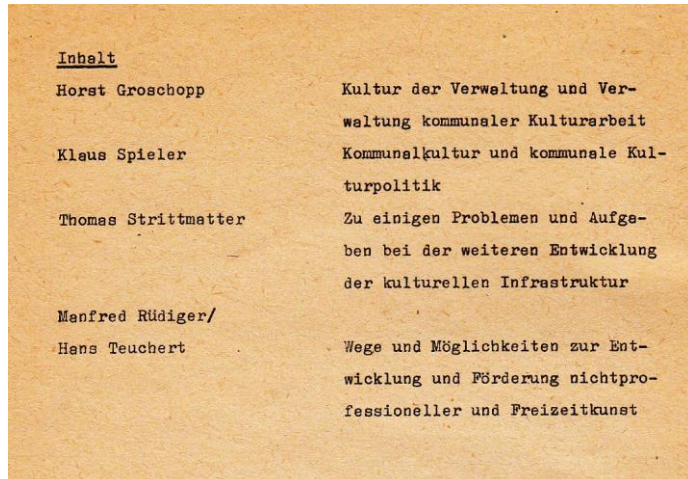 Inhalt
Horst Groschopp Kultur der Verwaltung und Ver-
waltung kommunaler Kulturarbeit
Klaus Spieler Kommunalkultur und kommunale Kul-
turpolitik
Thomas Strittmatter Zu einigen Problemen und Aufga-
ben bei der weiteren Entwicklung
der kulturellen Infrastruktur
Manfred Rüdiger/
Hans Teuchert Wege und Möglichkeiten zur Ent-
wicklung und Förderung nichtpro-
fessioneller und Freizeitkunst